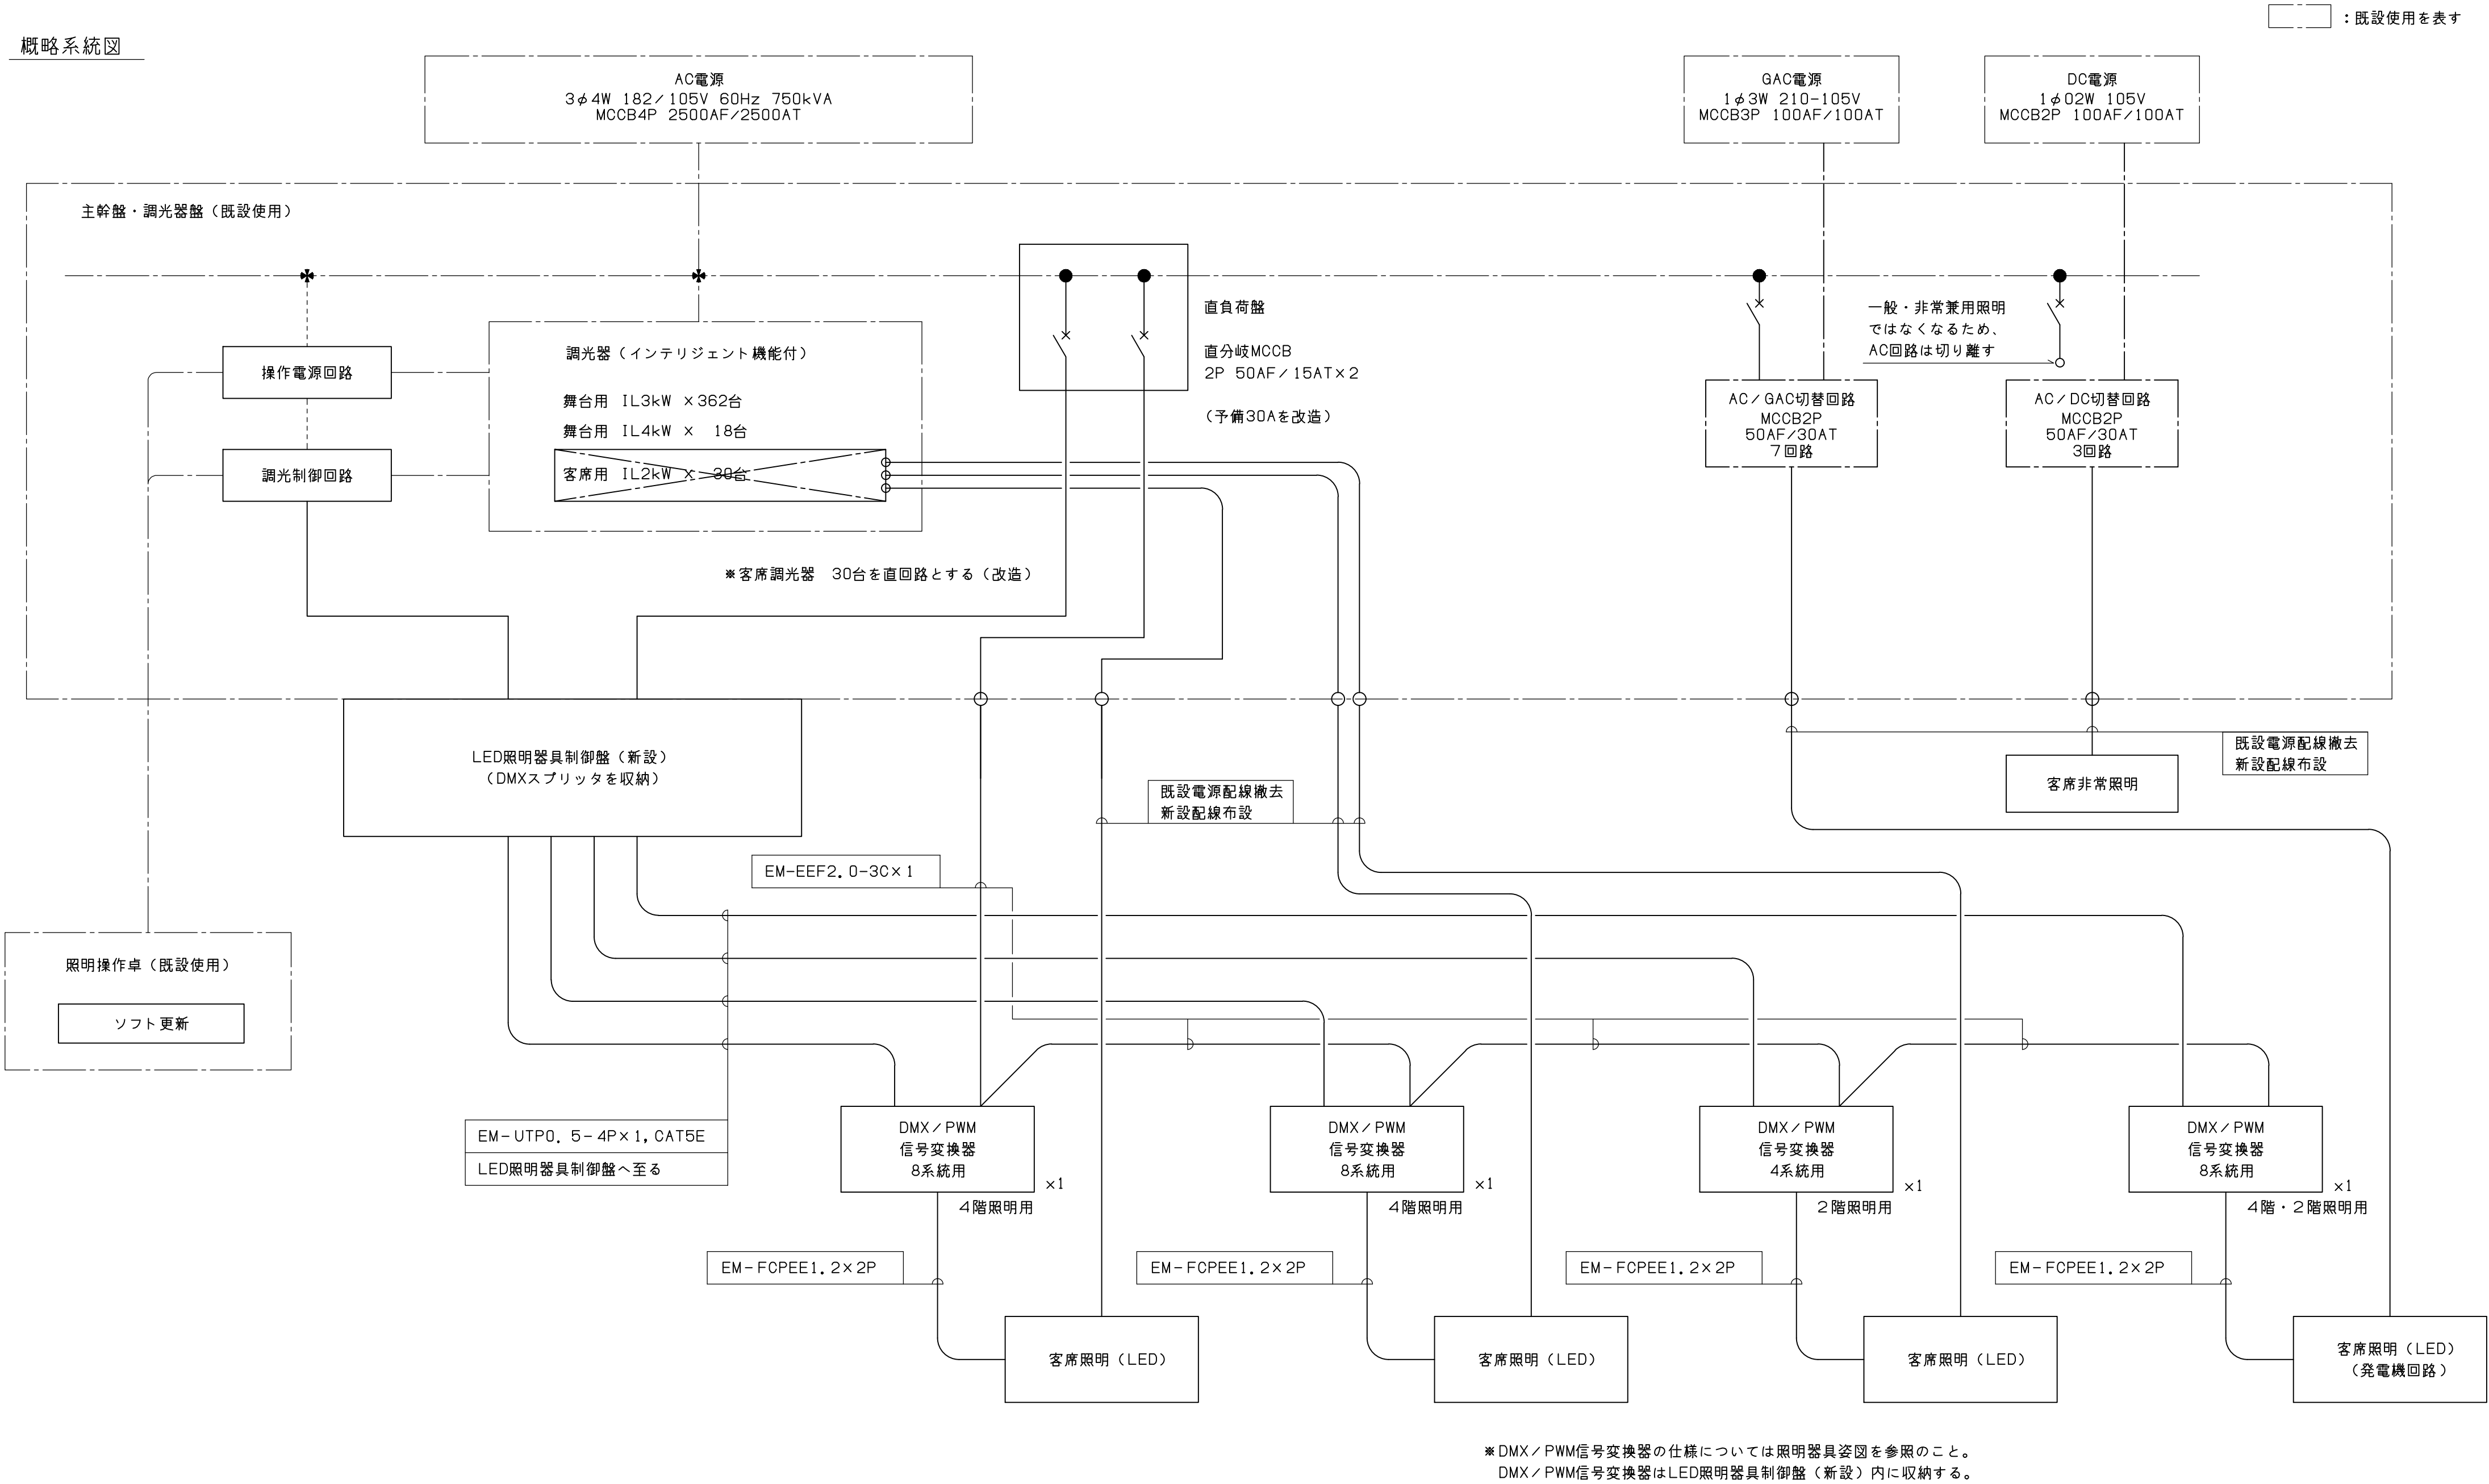 ：既設使用を表す
概略系統図
AC電源
3φ4W 182／105V 60Hz 750kVA
MCCB4P 2500AF／2500AT
GAC電源
1φ3W 210-105V
MCCB3P 100AF／100AT
DC電源
1φ02W 105V
MCCB2P 100AF／100AT
主幹盤・調光器盤（既設使用）
操作電源回路
調光制御回路
調光器（インテリジェント機能付）
舞台用 IL3kW ×362台
舞台用 IL4kW × 18台
客席用 IL2kW × 30台
直負荷盤
直分岐MCCB
2P 50AF／15AT×2
（予備30Aを改造）
一般・非常兼用照明
ではなくなるため、
AC回路は切り離す
AC／GAC切替回路
MCCB2P
50AF／30AT
7回路
AC／DC切替回路
MCCB2P
50AF／30AT
3回路
※客席調光器 30台を直回路とする（改造）
LED照明器具制御盤（新設）
（DMXスプリッタを収納）
既設電源配線撤去
新設配線布設
既設電源配線撤去
新設配線布設
客席非常照明
EM-EEF2.0-3C×1
照明操作卓（既設使用）
ソフト更新
EM-UTP0.5-4P×1,CAT5E
LED照明器具制御盤へ至る
DMX／PWM
信号変換器
8系統用
×1
4階照明用
DMX／PWM
信号変換器
8系統用
×1
4階照明用
DMX／PWM
信号変換器
4系統用
×1
2階照明用
DMX／PWM
信号変換器
8系統用
×1
4階・2階照明用
EM-FCPEE1.2×2P
EM-FCPEE1.2×2P
EM-FCPEE1.2×2P
EM-FCPEE1.2×2P
客席照明（LED）
客席照明（LED）
客席照明（LED）
客席照明（LED）
（発電機回路）
※DMX／PWM信号変換器の仕様については照明器具姿図を参照のこと。
DMX／PWM信号変換器はLED照明器具制御盤（新設）内に収納する。